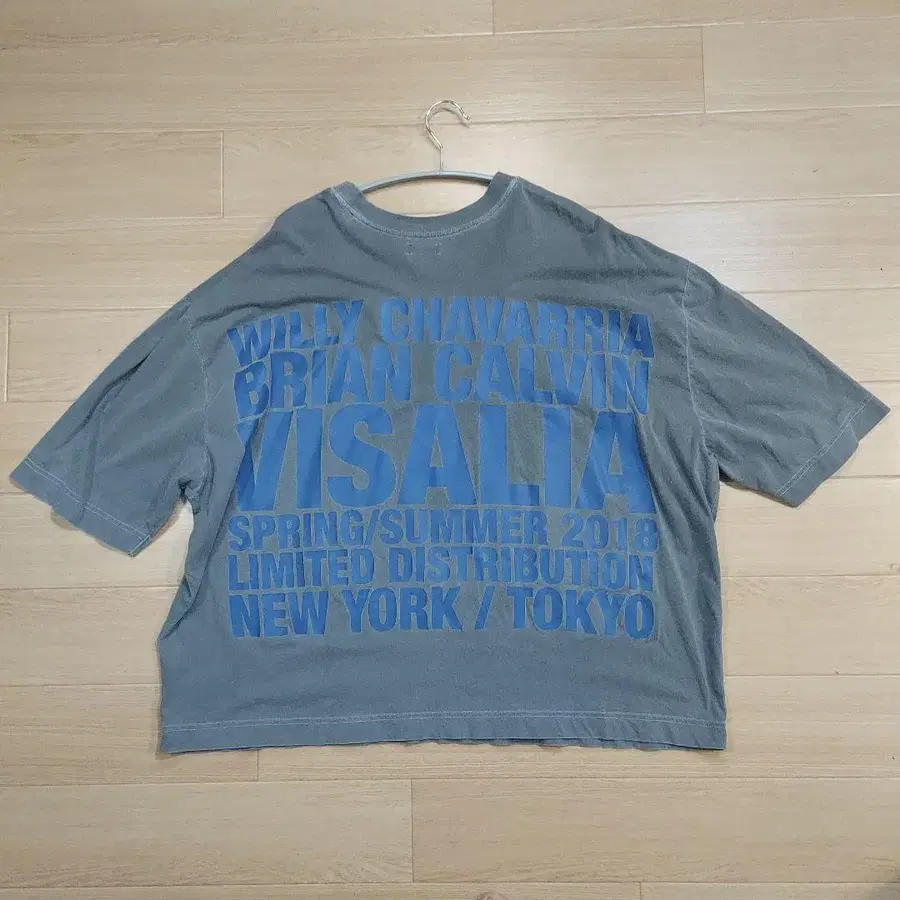 WILLY CHAVARRIA
BRIAN CALVIN
VISALIA
SPRING/SUMMER 2018
LIMITED DISTRIBUTION
NEW YORK / TOKYO